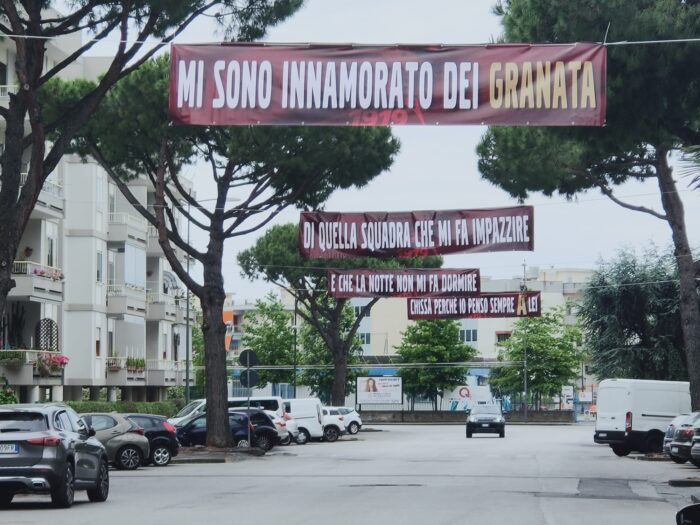 MI SONO INNAMORATO DEI GRANATA
1919
DI QUELLA SQUADRA CHE MI FA IMPAZZIRE
E CHE LA NOTTE NON MI FA DORMIRE
CHISSÀ PERCHÈ IO PENSO SEMPRE A LEI